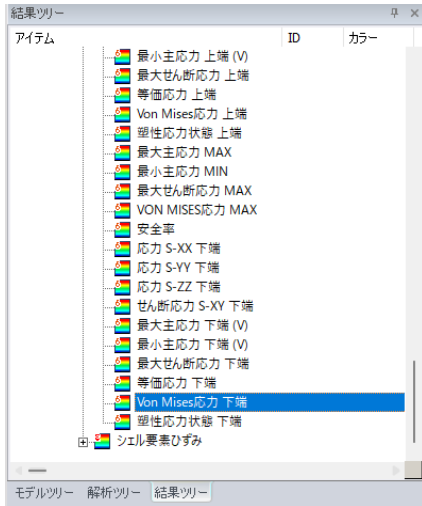 結果ツリー
アイテム ID カラー
最小主応力 上端 (V)
最大せん断応力 上端
等価応力 上端
Von Mises応力 上端
塑性応力状態 上端
最大主応力 MAX
最小主応力 MIN
最大せん断応力 MAX
VON MISES応力 MAX
安全率
応力 S-XX 下端
応力 S-YY 下端
応力 S-ZZ 下端
せん断応力 S-XY 下端
最大主応力 下端 (V)
最小主応力 下端 (V)
最大せん断応力 下端
等価応力 下端
Von Mises応力 下端
塑性応力状態 下端
シェル要素ひずみ
モデルツリー 解析ツリー 結果ツリー